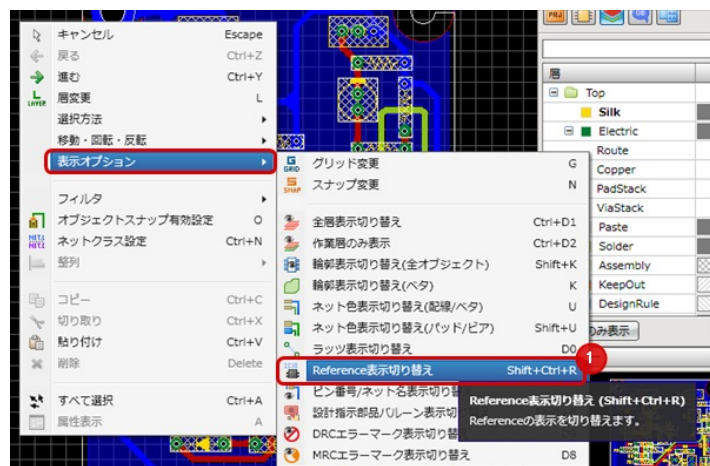 キャンセル Escape
戻る Ctrl+Z
進む Ctrl+Y
層変更 L
選択方法
移動・回転・反転
表示オプション
フィルタ
オブジェクトスナップ有効設定 O
ネットクラス設定 Ctrl+N
整列
コピー Ctrl+C
切り取り Ctrl+X
貼り付け Ctrl+V
削除 Delete
すべて選択 Ctrl+A
属性表示 A
グリッド変更 G
スナップ変更 N
全層表示切り替え Ctrl+D1
作業層のみ表示 Ctrl+D2
輪郭表示切り替え(全オブジェクト) Shift+K
輪郭表示切り替え(ベタ) K
ネット色表示切り替え(配線/ベタ) U
ネット色表示切り替え(パッド/ビア) Shift+U
ラッツ表示切り替え D0
1
Reference表示切り替え Shift+Ctrl+R
ピン番号/ネット名表示切り替
設計指示部品バルーン表示切
DRCエラーマーク表示切り替
MRCエラーマーク表示切り替え D8
Reference表示切り替え (Shift+Ctrl+R)
Referenceの表示を切り替えます。
PRJ
層
Top
Silk
Electric
Route
Copper
PadStack
ViaStack
Paste
Solder
Assembly
KeepOut
DesignRule
のみ表示